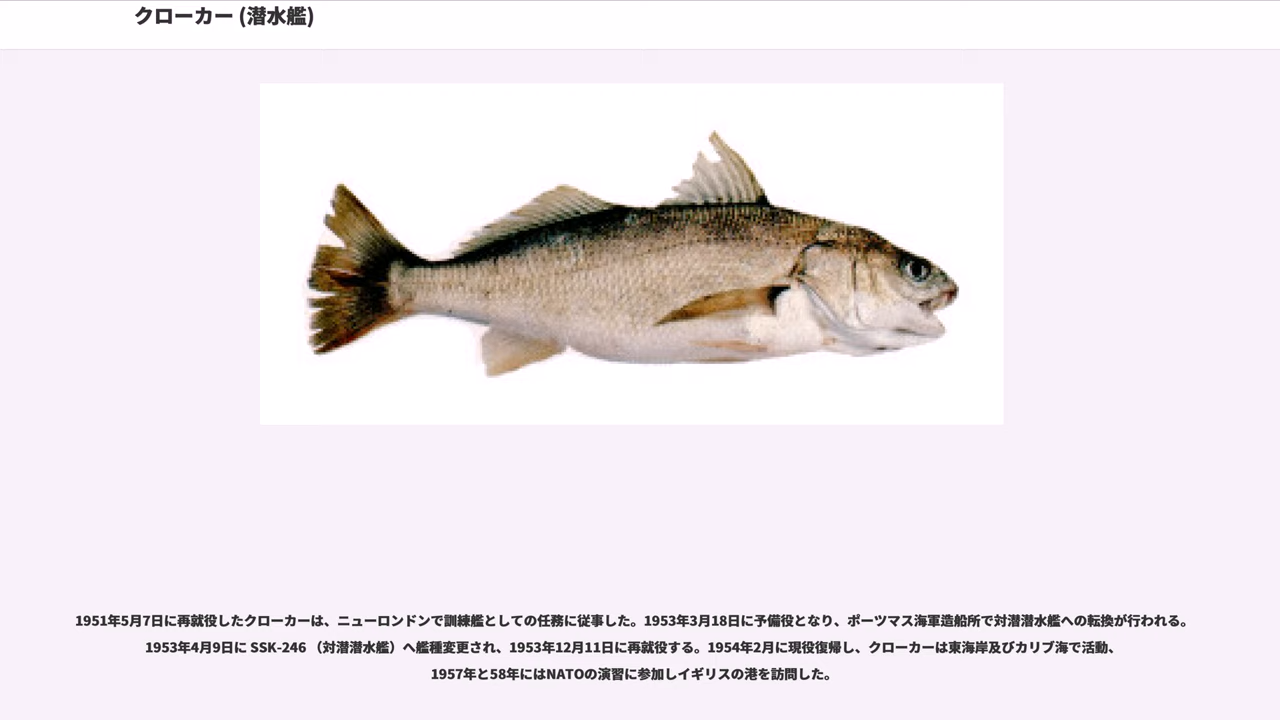 クローカー (潜水艦)
1951年5月7日に再就役したクローカーは、ニューロンドンで訓練艦としての任務に従事した。1953年3月18日に予備役となり、ポーツマス海軍造船所で対潜潜水艦への転換が行われる。
1953年4月9日に SSK-246 （対潜潜水艦）へ艦種変更され、1953年12月11日に再就役する。1954年2月に現役復帰し、クローカーは東海岸及びカリブ海で活動、
1957年と58年にはNATOの演習に参加しイギリスの港を訪問した。